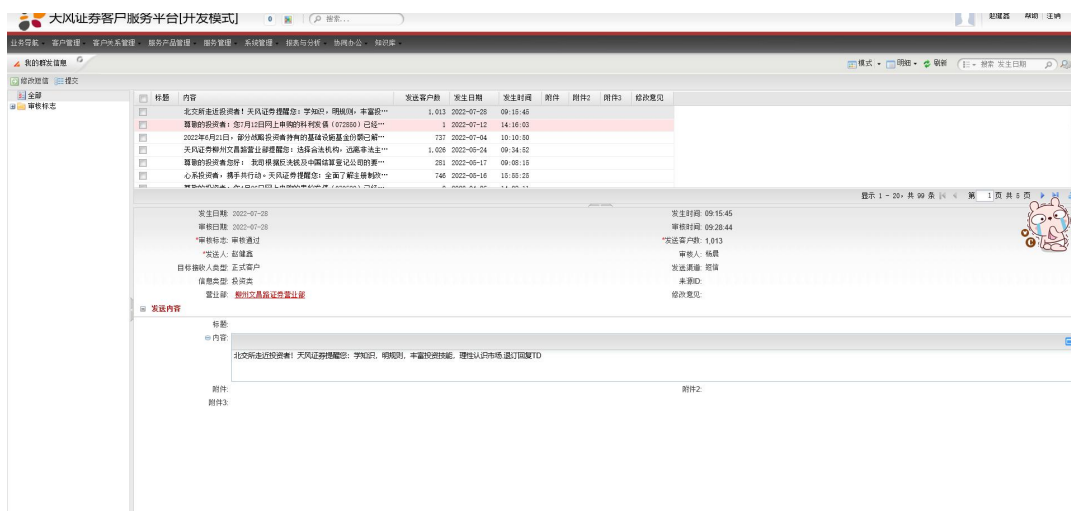 天风证券客户服务平台[开发模式] 0 搜索... 帮助 注销
业务导航 客户管理 客户关系管理 服务产品管理 服务管理 系统管理 报表与分析 协同办公 知识库
我的群发信息 模式 明细 刷新 搜索 发生日期
修改短信 提交
全部
审核标志
标题 内容 发送客户数 发生日期 发生时间 附件 附件2 附件3 修改意见
北交所走近投资者！天风证券提醒您：学知识，明规则，丰富投… 1,013 2022-07-28 09:15:45
尊敬的投资者：您7月12日网上申购的科利发债（072550）已经… 1 2022-07-12 14:16:03
2022年6月21日，部分战略投资者持有的基础设施基金份额已解… 737 2022-07-04 10:10:50
天风证券柳州文昌路营业部提醒您：选择合法机构，远离非法主… 1,026 2022-05-24 09:34:52
尊敬的投资者您好： 我司根据反洗钱及中国结算登记公司的要… 281 2022-05-17 09:08:15
心系投资者，携手共行动。天风证券提醒您：全面了解注册制改… 746 2022-05-16
显示 1 - 20，共 99 条 第 1 页 共 5 页
发生日期: 2022-07-28 发生时间: 09:15:45
审核日期: 2022-07-28 审核时间: 09:28:44
*审核标志: 审核通过 *发送客户数: 1,013
*发送人: 赵健磊 审核人: 杨晨
目标接收人类型: 正式客户 发送渠道: 短信
信息类型: 投资类 来源ID:
营业部: 柳州文昌路证券营业部 修改意见:
发送内容
标题:
内容:
北交所走近投资者！天风证券提醒您：学知识，明规则，丰富投资技能，理性认识市场.退订回复TD
附件: 附件2:
附件3: